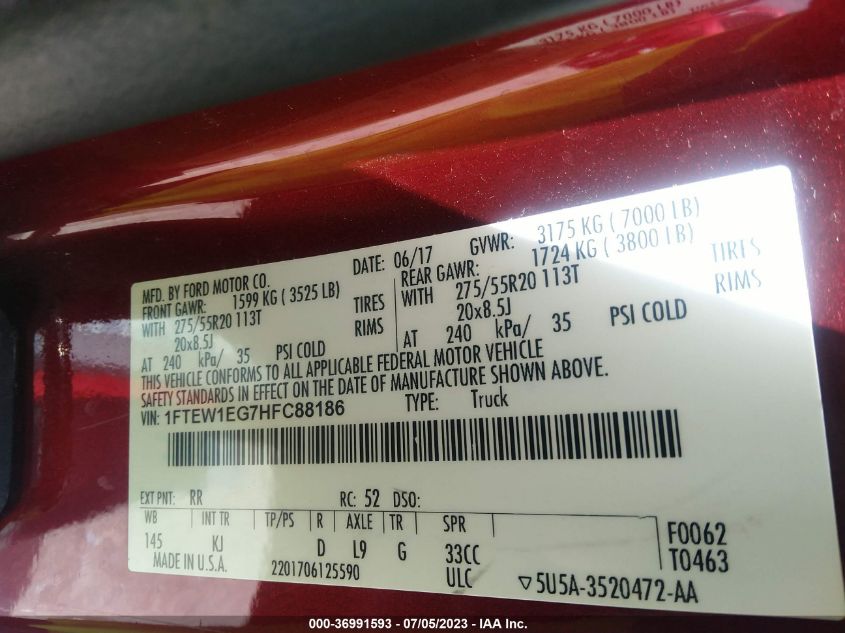 3175 KG ( 7000 LB)
MFD. BY FORD MOTOR CO. DATE: 06/17 GVWR: 3175 KG ( 7000 LB)
FRONT GAWR: 1599 KG ( 3525 LB) REAR GAWR: 1724 KG ( 3800 LB)
WITH 275/55R20 113T TIRES WITH 275/55R20 113T TIRES
20x8.5J RIMS 20x8.5J RIMS
AT 240 kPa/ 35 PSI COLD AT 240 kPa/ 35 PSI COLD
THIS VEHICLE CONFORMS TO ALL APPLICABLE FEDERAL MOTOR VEHICLE
SAFETY STANDARDS IN EFFECT ON THE DATE OF MANUFACTURE SHOWN ABOVE.
VIN: 1FTEW1EG7HFC88186 TYPE: Truck
EXT PNT: RR RC: 52 DSO:
WB INT TR TP/PS R AXLE TR SPR
145 KJ D L9 G 33CC F0062
MADE IN U.S.A. ULC T0463
2201706125590 ▽5U5A-3520472-AA
000-36991593 - 07/05/2023 - IAA Inc.